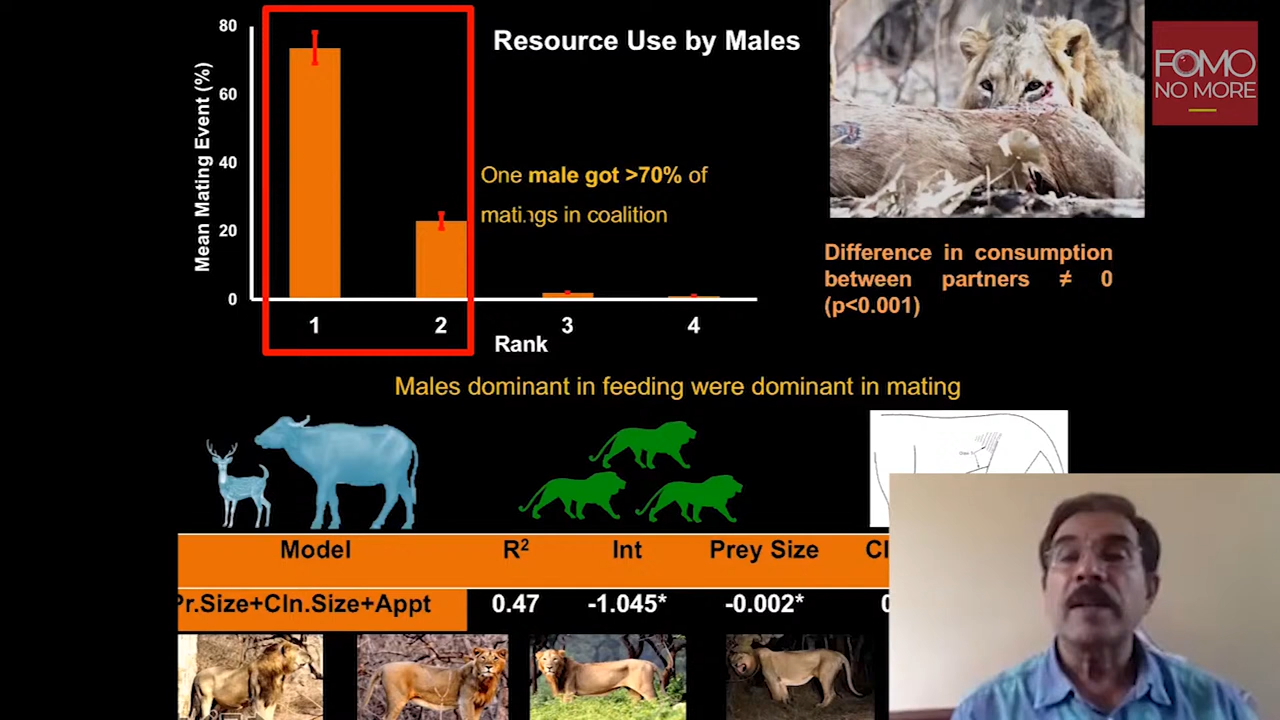 80
60
40
20
0
Mean Mating Event (%)
1
2
3
4
Rank
Resource Use by Males
One male got >70% of
matings in coalition
FOMO
NO MORE
Difference in consumption
between partners ≠ 0
(p<0.001)
Males dominant in feeding were dominant in mating
Model R² Int Prey Size
Pr.Size+Cln.Size+Appt 0.47 -1.045* -0.002*